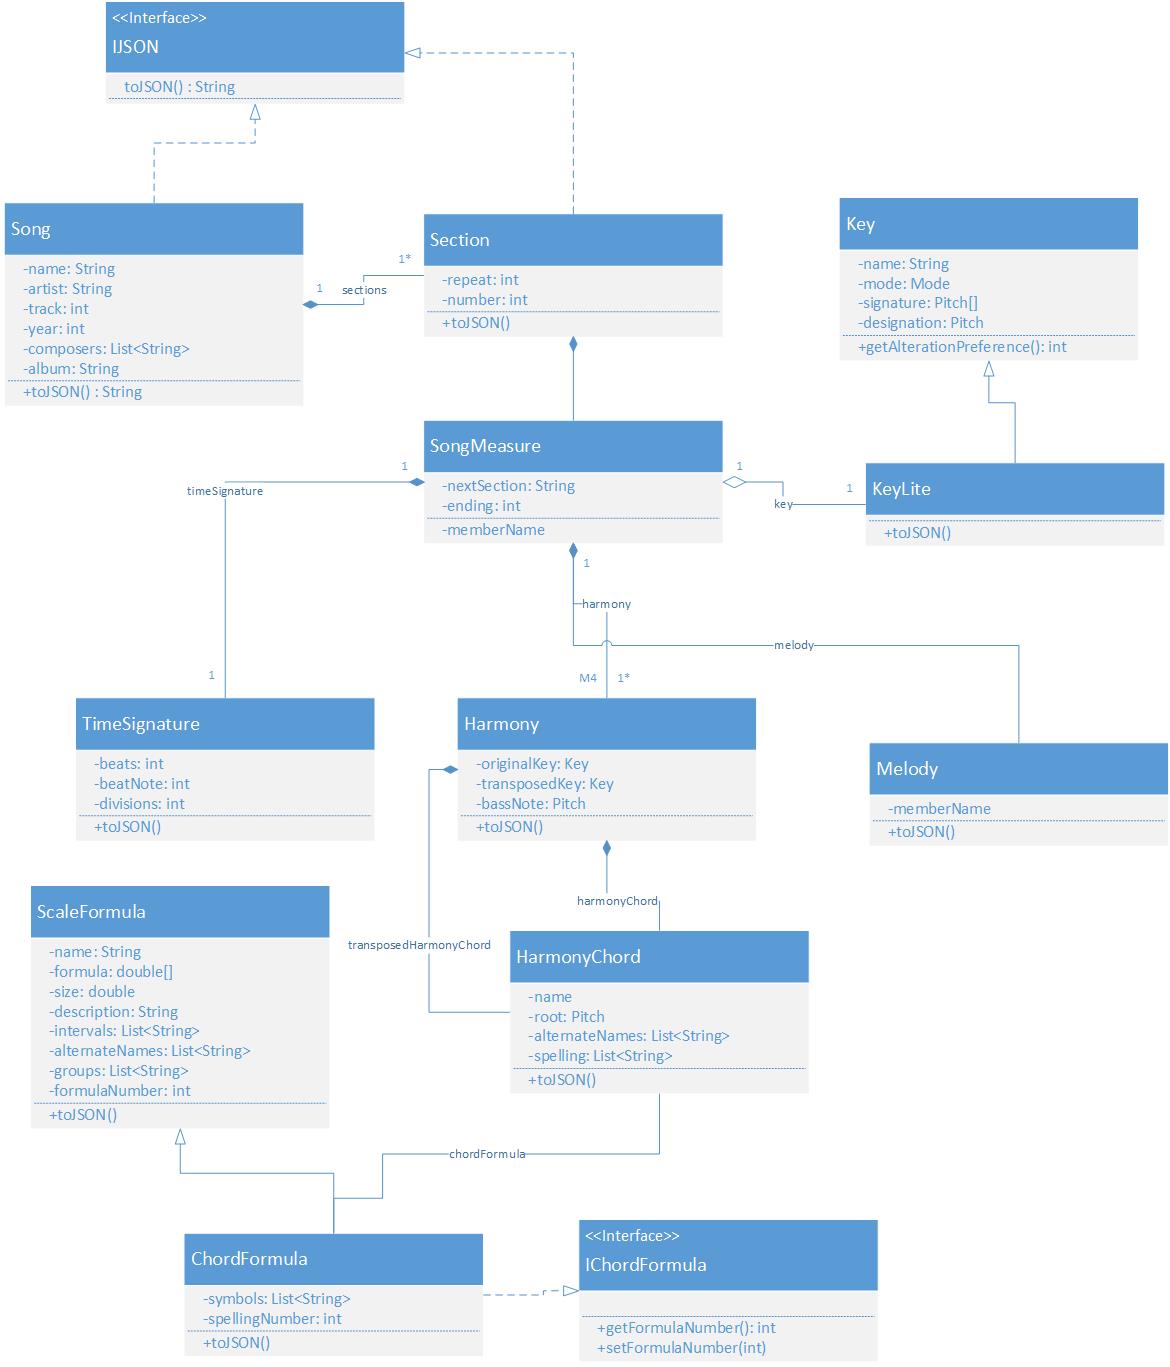 <<Interface>>
IJSON
toJSON() : String
Song
-name: String
-artist: String
-track: int
-year: int
-composers: List<String>
-album: String
+toJSON() : String
1
sections
1*
Section
-repeat: int
-number: int
+toJSON()
Key
-name: String
-mode: Mode
-signature: Pitch[]
-designation: Pitch
+getAlterationPreference(): int
SongMeasure
-nextSection: String
-ending: int
-memberName
1
timeSignature
1
1
key
1
KeyLite
+toJSON()
1
harmony
melody
M4
1*
TimeSignature
-beats: int
-beatNote: int
-divisions: int
+toJSON()
Harmony
-originalKey: Key
-transposedKey: Key
-bassNote: Pitch
+toJSON()
Melody
-memberName
+toJSON()
harmonyChord
transposedHarmonyChord
ScaleFormula
-name: String
-formula: double[]
-size: double
-description: String
-intervals: List<String>
-alternateNames: List<String>
-groups: List<String>
-formulaNumber: int
+toJSON()
HarmonyChord
-name
-root: Pitch
-alternateNames: List<String>
-spelling: List<String>
+toJSON()
chordFormula
ChordFormula
-symbols: List<String>
-spellingNumber: int
+toJSON()
<<Interface>>
IChordFormula
+getFormulaNumber(): int
+setFormulaNumber(int)